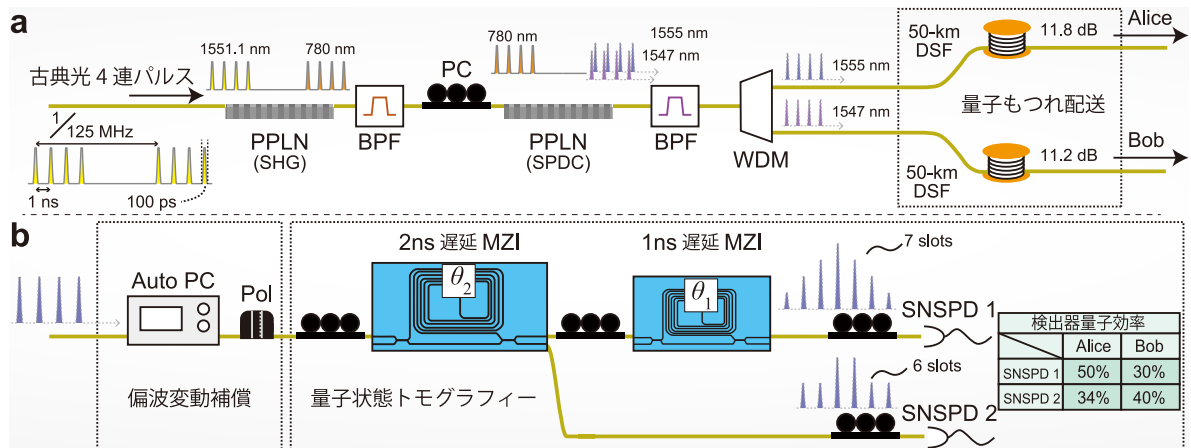 a
古典光4連パルス
1551.1 nm
780 nm
PPLN
(SHG)
BPF
PC
780 nm
1555 nm
1547 nm
PPLN
(SPDC)
BPF
WDM
1555 nm
1547 nm
50-km
DSF
11.8 dB
Alice
量子もつれ配送
50-km
DSF
11.2 dB
Bob
1/125 MHz
1 ns
100 ps
b
Auto PC
Pol
偏波変動補償
2ns 遅延 MZI
θ2
1ns 遅延 MZI
θ1
量子状態トモグラフィー
7 slots
SNSPD 1
6 slots
SNSPD 2
検出器量子効率
Alice Bob
SNSPD 1 50% 30%
SNSPD 2 34% 40%